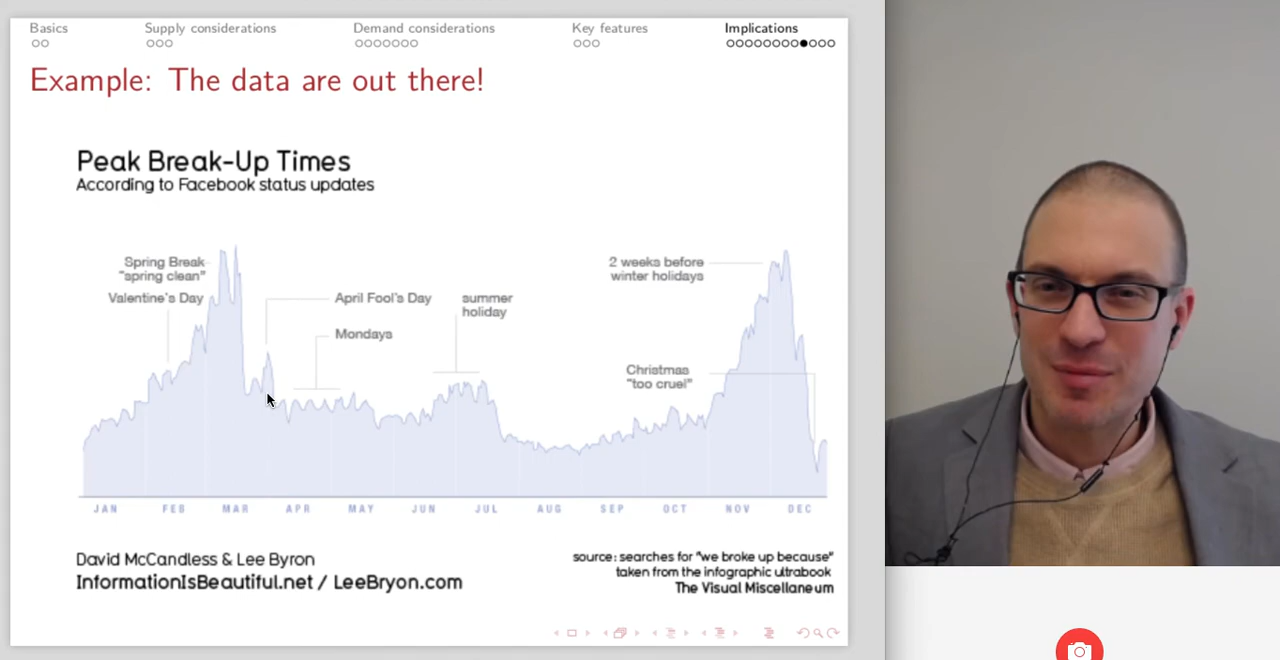 Basics
Supply considerations
Demand considerations
Key features
Implications
Example: The data are out there!
Peak Break-Up Times
According to Facebook status updates
Spring Break
"spring clean"
Valentine's Day
April Fool's Day
Mondays
summer
holiday
2 weeks before
winter holidays
Christmas
"too cruel"
JAN FEB MAR APR MAY JUN JUL AUG SEP OCT NOV DEC
David McCandless & Lee Byron
InformationIsBeautiful.net / LeeBryon.com
source: searches for "we broke up because"
taken from the infographic ultrabook
The Visual Miscellaneum